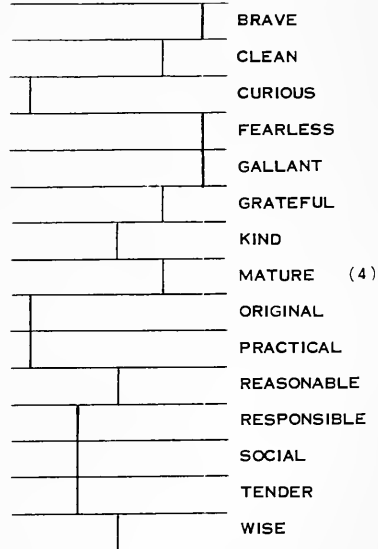 BRAVE
CLEAN
CURIOUS
FEARLESS
GALLANT
GRATEFUL
KIND
MATURE (4)
ORIGINAL
PRACTICAL
REASONABLE
RESPONSIBLE
SOCIAL
TENDER
WISE